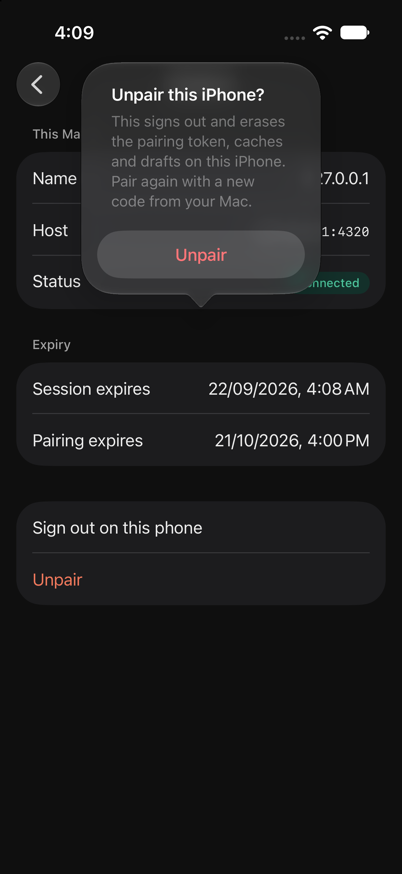 4:09
Unpair this iPhone?
This signs out and erases
the pairing token, caches
and drafts on this iPhone.
Pair again with a new
code from your Mac.
Unpair
This Ma
Name 27.0.0.1
Host 1:4320
Status nnected
Expiry
Session expires 22/09/2026, 4:08 AM
Pairing expires 21/10/2026, 4:00 PM
Sign out on this phone
Unpair